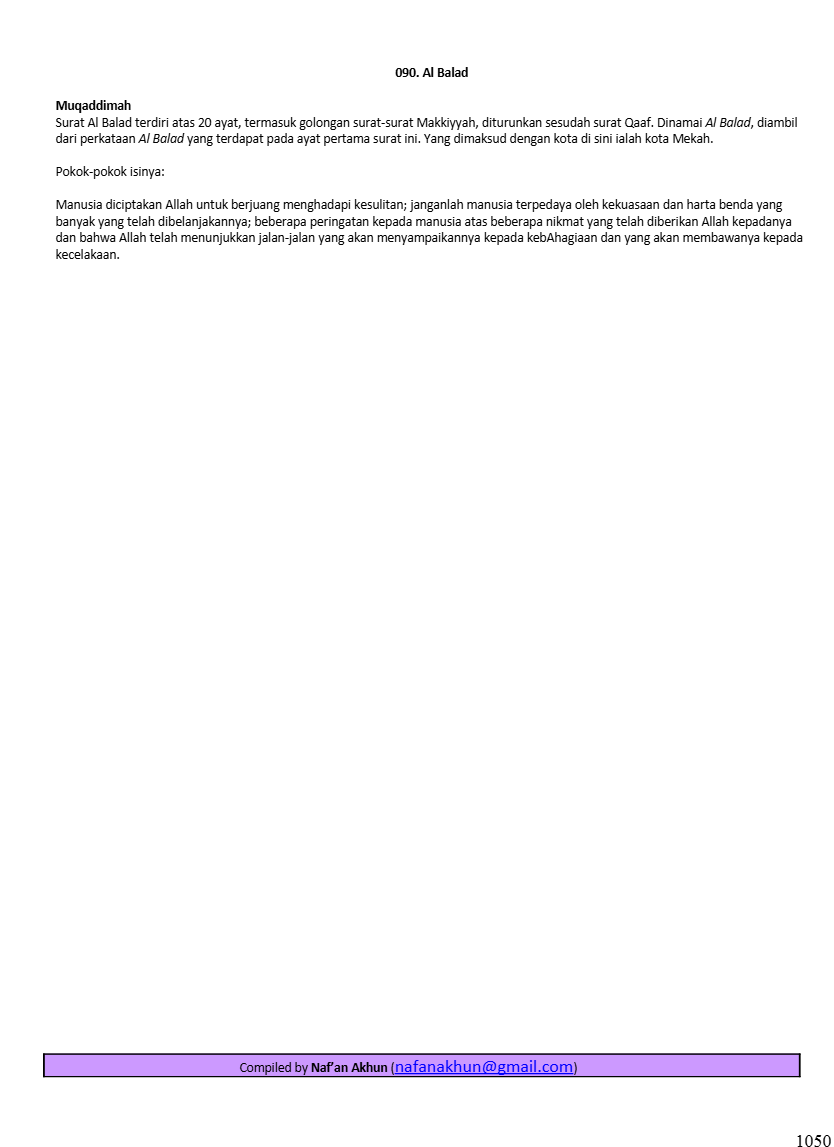 090. Al Balad
Muqaddimah
Surat Al Balad terdiri atas 20 ayat, termasuk golongan surat-surat Makkiyyah, diturunkan sesudah surat Qaaf. Dinamai Al Balad, diambil
dari perkataan Al Balad yang terdapat pada ayat pertama surat ini. Yang dimaksud dengan kota di sini ialah kota Mekah.
Pokok-pokok isinya:
Manusia diciptakan Allah untuk berjuang menghadapi kesulitan; janganlah manusia terpedaya oleh kekuasaan dan harta benda yang
banyak yang telah dibelanjakannya; beberapa peringatan kepada manusia atas beberapa nikmat yang telah diberikan Allah kepadanya
dan bahwa Allah telah menunjukkan jalan-jalan yang akan menyampaikannya kepada kebAhagiaan dan yang akan membawanya kepada
kecelakaan.
Compiled by Naf’an Akhun (nafanakhun@gmail.com)
1050